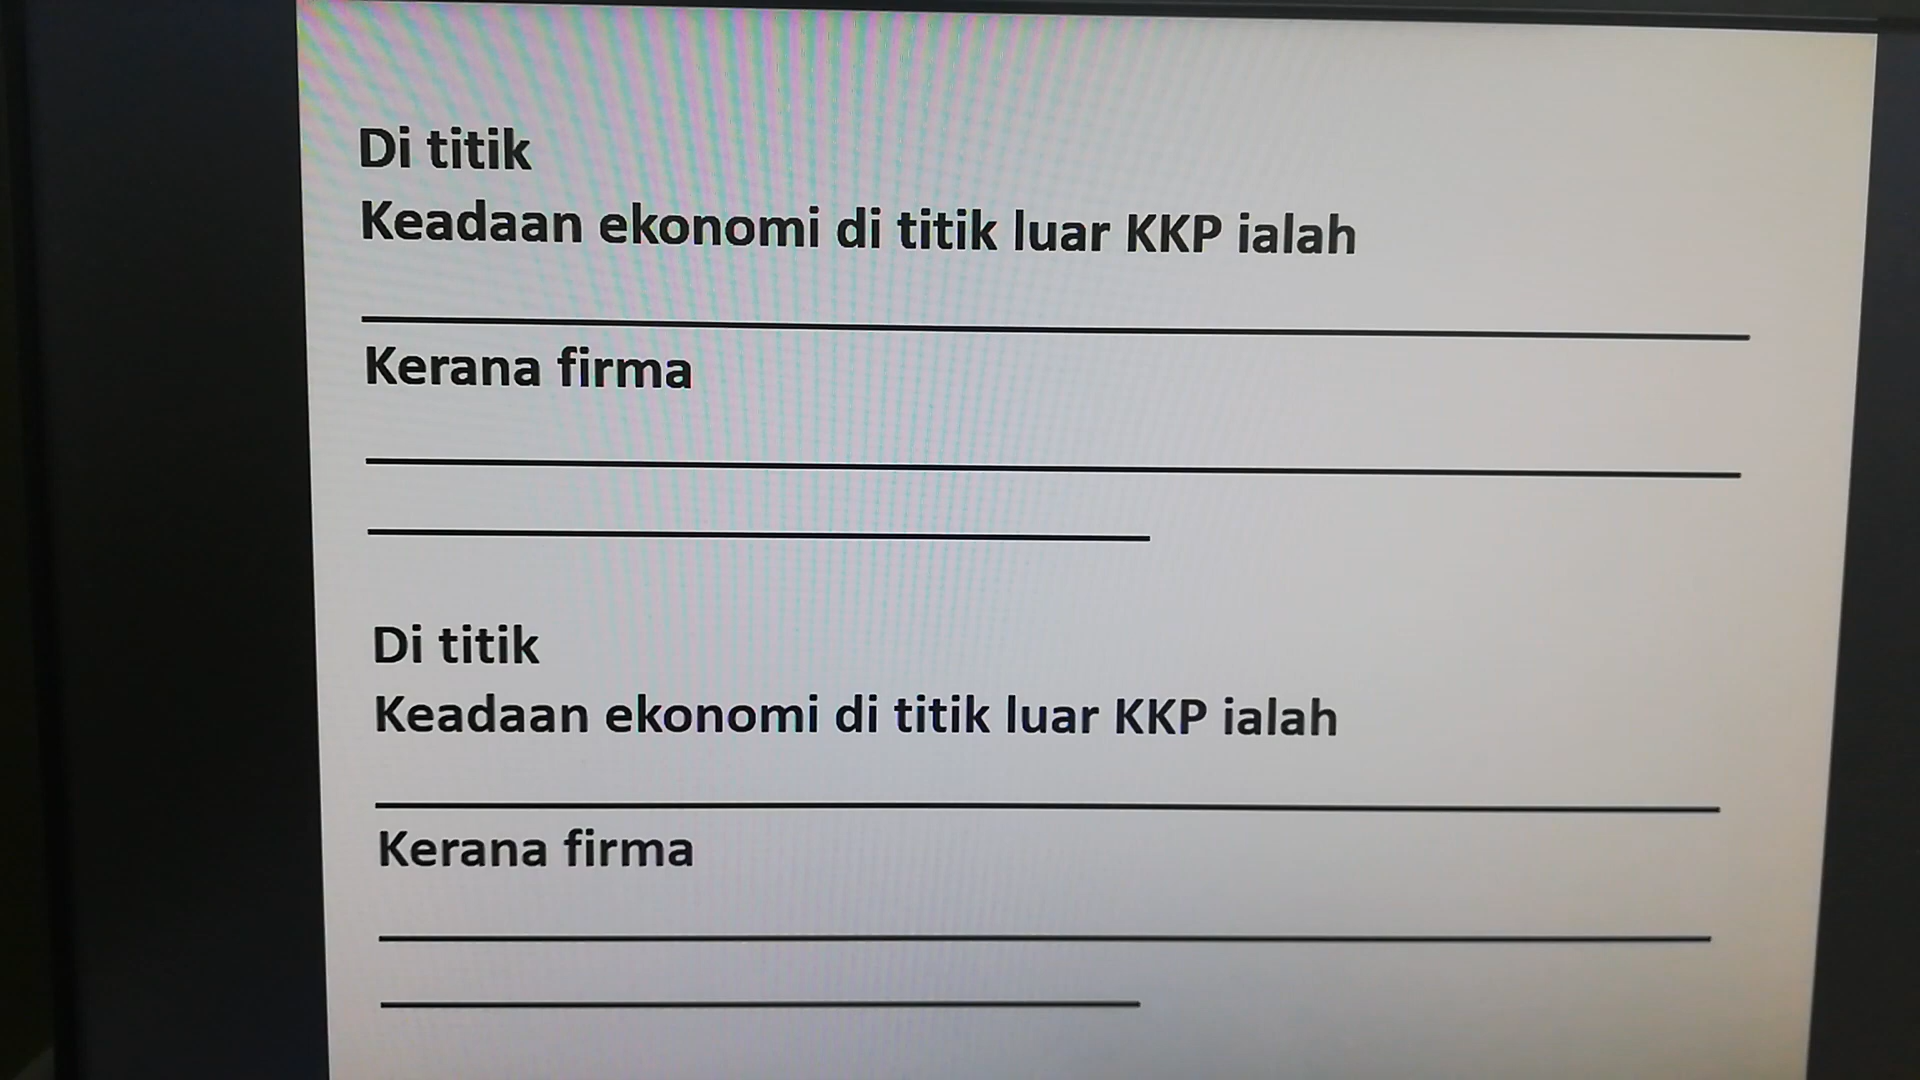 Di titik
Keadaan ekonomi di titik luar KKP ialah
Kerana firma
Di titik
Keadaan ekonomi di titik luar KKP ialah
Kerana firma